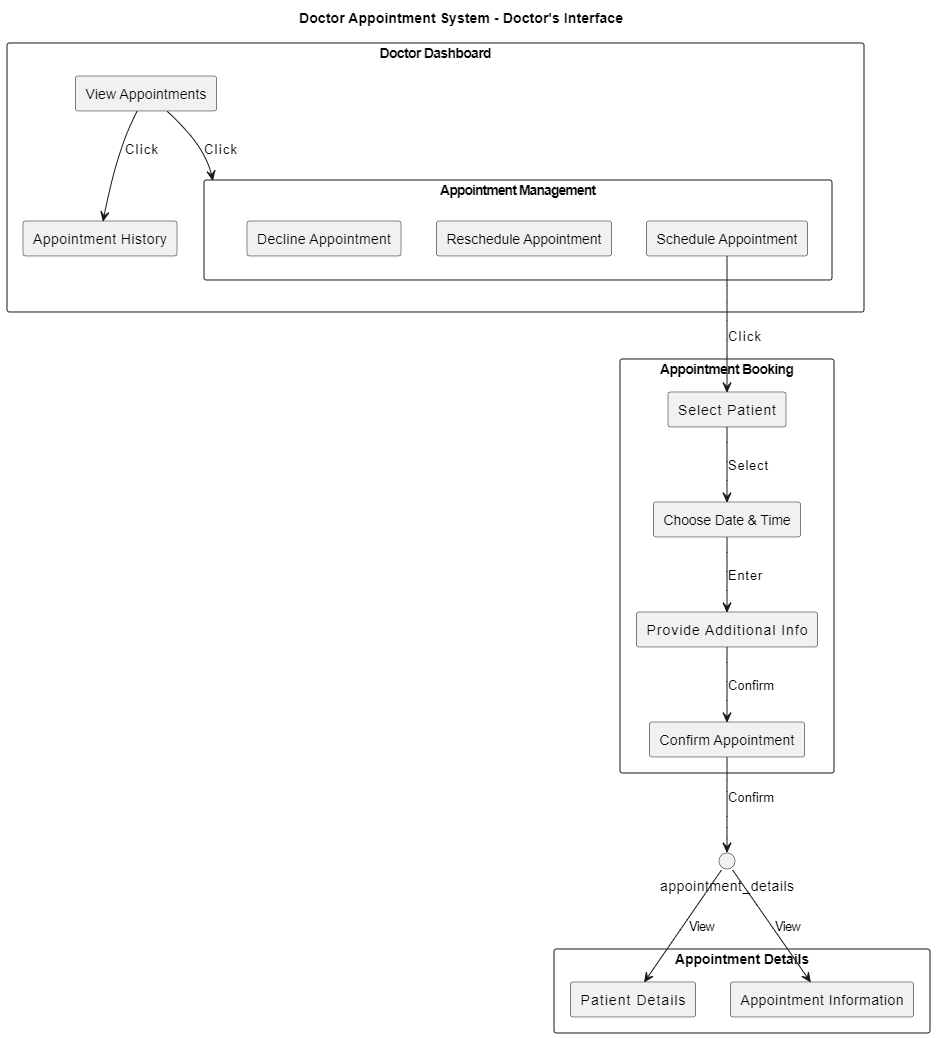 Doctor Appointment System - Doctor's Interface
Doctor Dashboard
View Appointments
Click
Click
Appointment Management
Appointment History
Decline Appointment
Reschedule Appointment
Schedule Appointment
Click
Appointment Booking
Select Patient
Select
Choose Date & Time
Enter
Provide Additional Info
Confirm
Confirm Appointment
Confirm
appointment_details
View
View
Appointment Details
Patient Details
Appointment Information